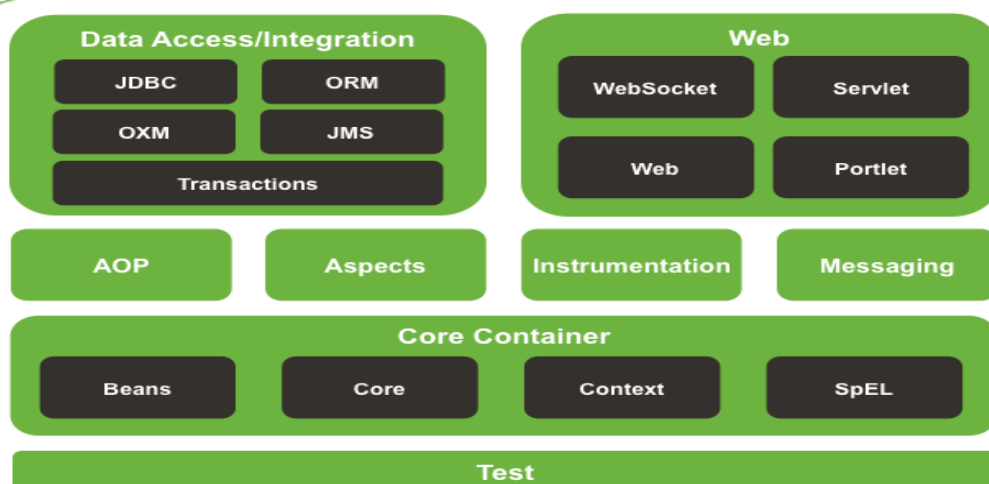 Data Access/Integration
JDBC
ORM
OXM
JMS
Transactions
Web
WebSocket
Servlet
Web
Portlet
AOP
Aspects
Instrumentation
Messaging
Core Container
Beans
Core
Context
SpEL
Test